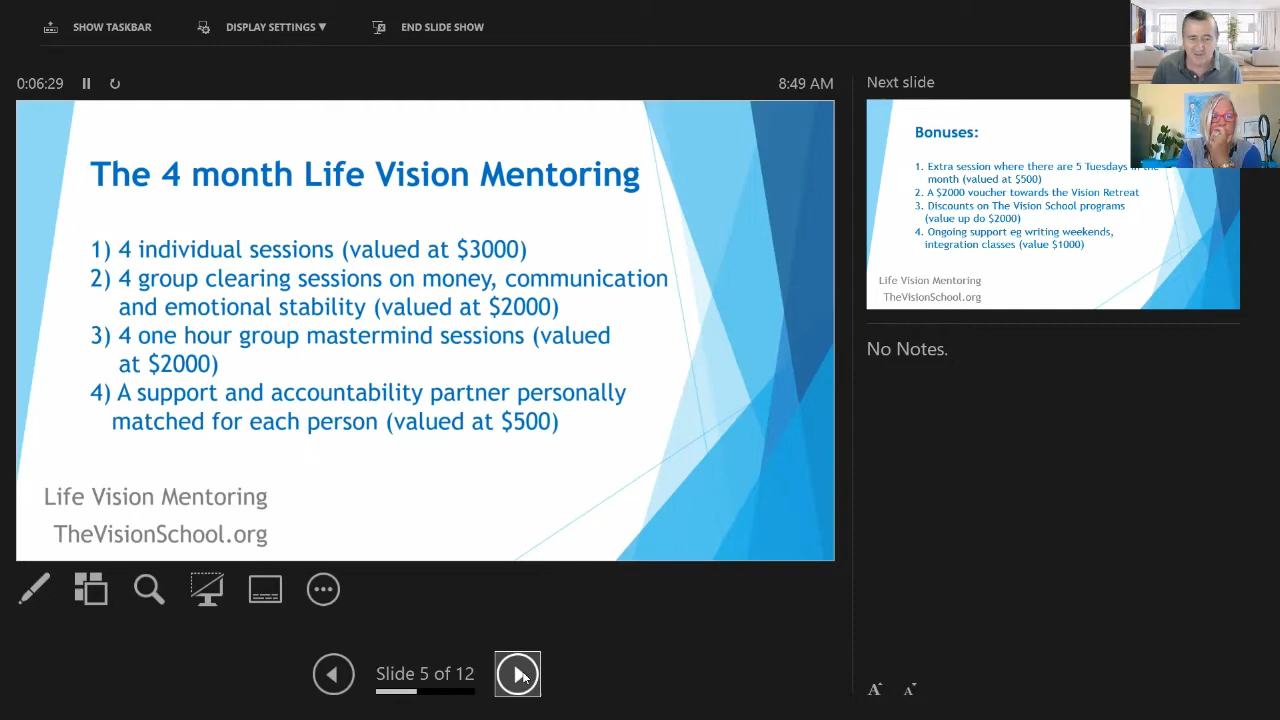 SHOW TASKBAR
DISPLAY SETTINGS ▼
END SLIDE SHOW
0:06:29
8:49 AM
The 4 month Life Vision Mentoring
1) 4 individual sessions (valued at $3000)
2) 4 group clearing sessions on money, communication
and emotional stability (valued at $2000)
3) 4 one hour group mastermind sessions (valued
at $2000)
4) A support and accountability partner personally
matched for each person (valued at $500)
Life Vision Mentoring
TheVisionSchool.org
Slide 5 of 12
Next slide
Bonuses:
1. Extra session where there are 5 Tuesdays in the
month (valued at $500)
2. A $2000 voucher towards the Vision Retreat
3. Discounts on The Vision School programs
(value up do $2000)
4. Ongoing support eg writing weekends,
integration classes (value $1000)
Life Vision Mentoring
TheVisionSchool.org
No Notes.
A A